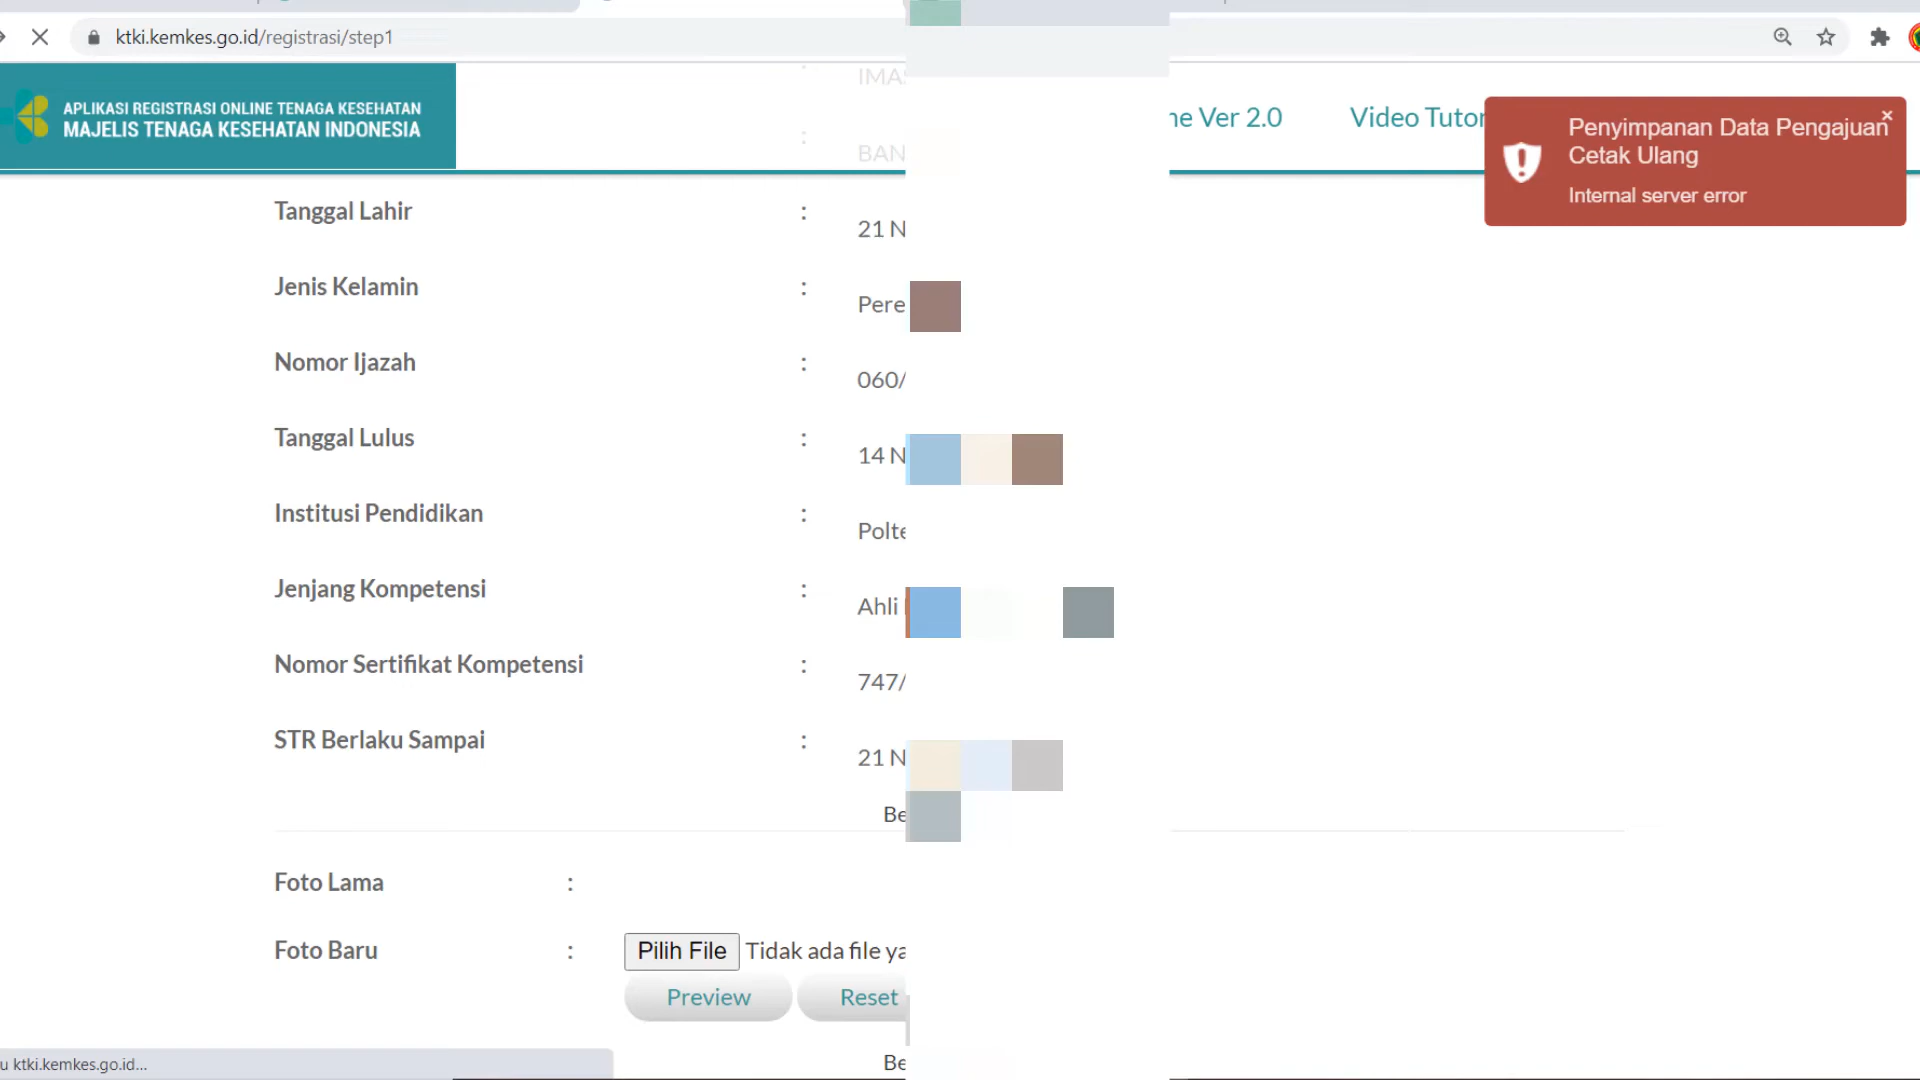 ktki.kemkes.go.id/registrasi/step1
APLIKASI REGISTRASI ONLINE TENAGA KESEHATAN
MAJELIS TENAGA KESEHATAN INDONESIA
: IMAS
ne Ver 2.0
Video Tutor
: BAN
Penyimpanan Data Pengajuan
Cetak Ulang
Internal server error
×
Tanggal Lahir : 21 N
Jenis Kelamin : Pere
Nomor Ijazah : 060/
Tanggal Lulus : 14 N
Institusi Pendidikan : Polte
Jenjang Kompetensi : Ahli
Nomor Sertifikat Kompetensi : 747/
STR Berlaku Sampai : 21 N
Be
Foto Lama :
Foto Baru : Pilih File Tidak ada file ya
Preview Reset
u ktki.kemkes.go.id...
Be